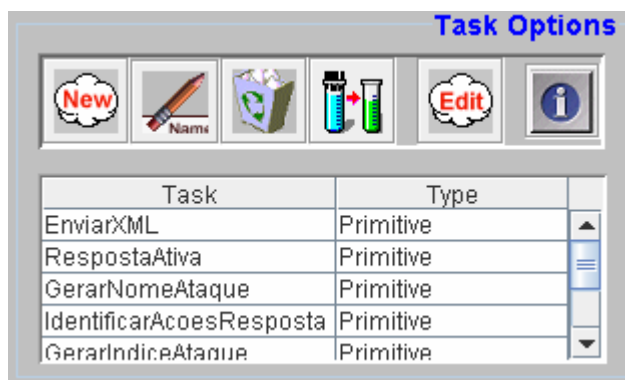 Task Options
New Name Edit i
Task Type
EnviarXML Primitive
RespostaAtiva Primitive
GerarNomeAtaque Primitive
IdentificarAcoesResposta Primitive
GerarIndiceAtaque Primitive